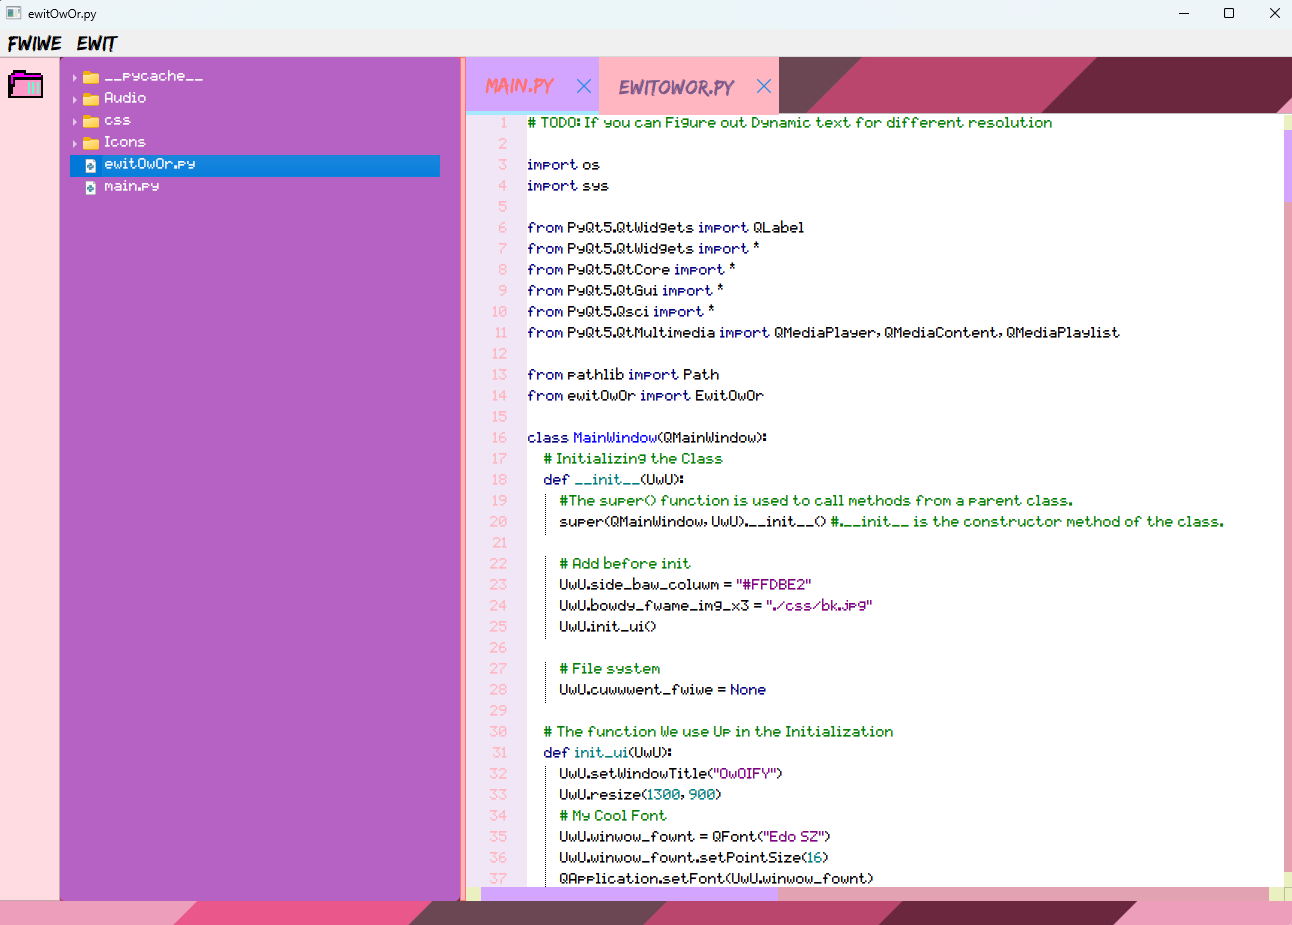 ewitOwOr.py
FWIWE EWIT
__pycache__
Audio
css
Icons
ewitOwOr.py
main.py
MAIN.PY
EWITOWOR.PY
1 # TODO: If you can Figure out Dynamic text for different resolution
2
3 import os
4 import sys
5
6 from PyQt5.QtWidgets import QLabel
7 from PyQt5.QtWidgets import *
8 from PyQt5.QtCore import *
9 from PyQt5.QtGui import *
10 from PyQt5.Qsci import *
11 from PyQt5.QtMultimedia import QMediaPlayer, QMediaContent, QMediaPlaylist
12
13 from pathlib import Path
14 from ewitOwOr import EwitOwOr
15
16 class MainWindow(QMainWindow):
17 # Initializing the Class
18 def __init__(UwU):
19 #The super() function is used to call methods from a parent class.
20 super(QMainWindow, UwU).__init__() #.__init__ is the constructor method of the class.
21
22 # Add before init
23 UwU.side_baw_coluwm = "#FFDBE2"
24 UwU.bowdy_fwame_img_x3 = "./css/bk.jpg"
25 UwU.init_ui()
26
27 # File system
28 UwU.cuwwwent_fwiwe = None
29
30 # The function We use Up in the Initialization
31 def init_ui(UwU):
32 UwU.setWindowTitle("OwOIFY")
33 UwU.resize(1300, 900)
34 # My Cool Font
35 UwU.winwow_fownt = QFont("Edo SZ")
36 UwU.winwow_fownt.setPointSize(16)
37 QApplication.setFont(UwU.winwow_fownt)